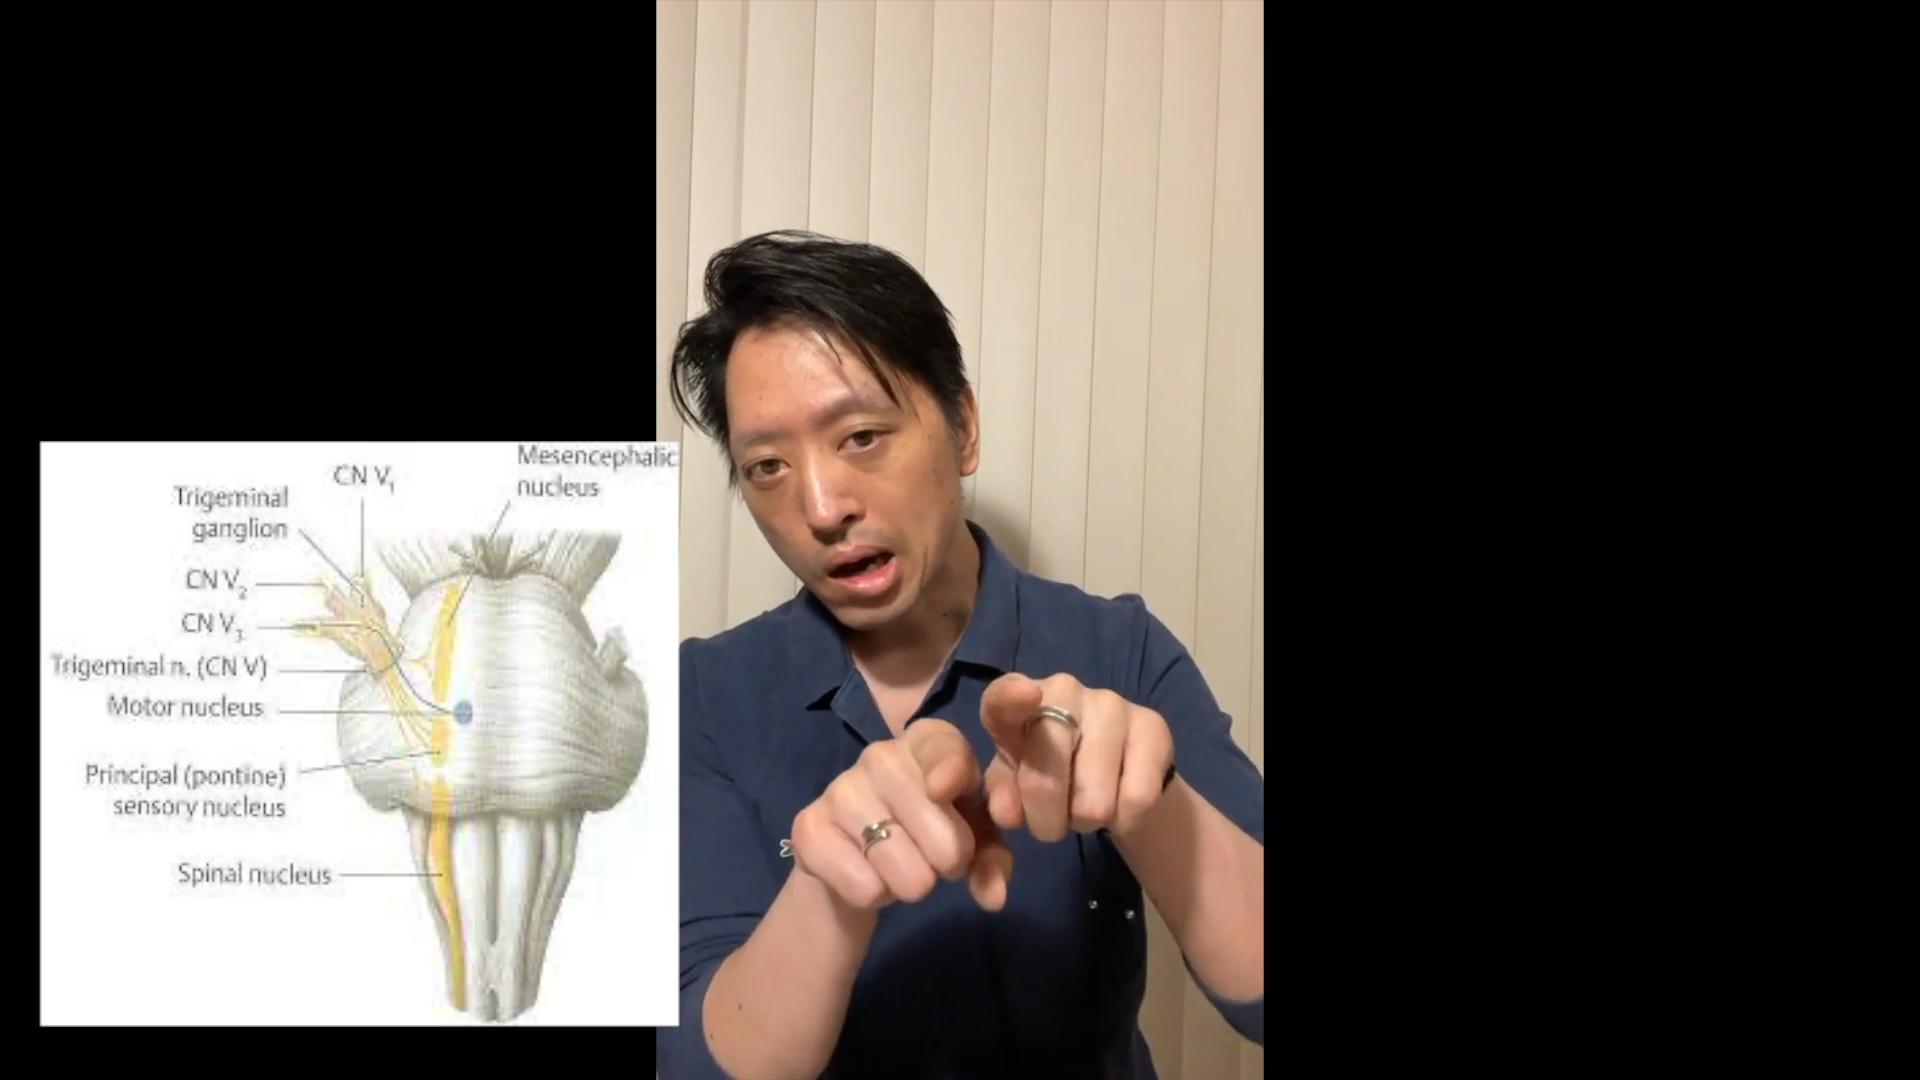 Mesencephalic
nucleus
CN V₁
Trigeminal
ganglion
CN V₂
CN V₃
Trigeminal n. (CN V)
Motor nucleus
Principal (pontine)
sensory nucleus
Spinal nucleus